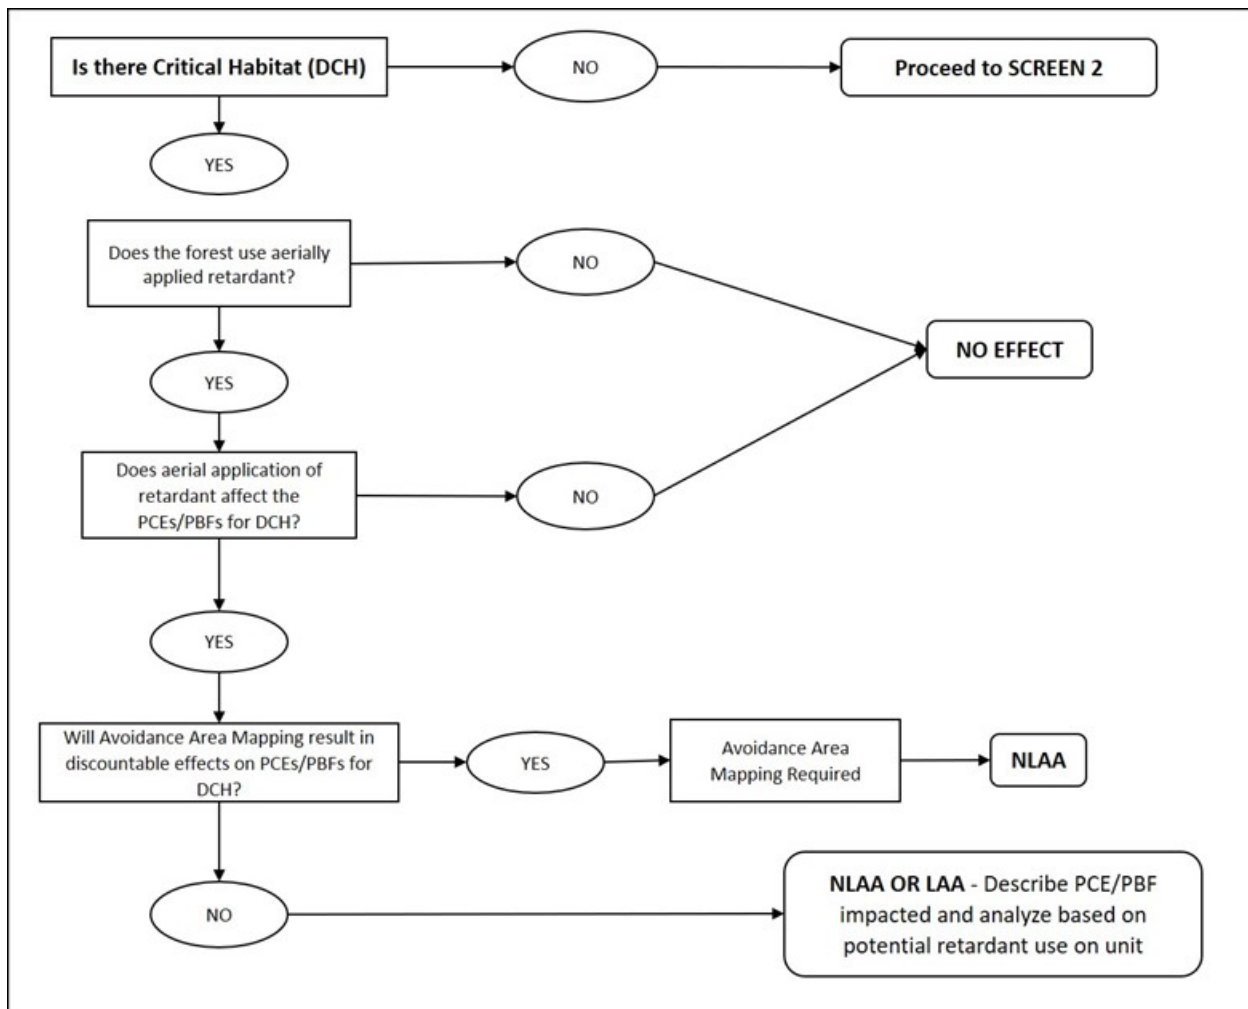 Is there Critical Habitat (DCH)
NO
Proceed to SCREEN 2
YES
Does the forest use aerially
applied retardant?
NO
NO EFFECT
YES
Does aerial application of
retardant affect the
PCEs/PBFs for DCH?
NO
YES
Will Avoidance Area Mapping result in
discountable effects on PCEs/PBFs for
DCH?
YES
Avoidance Area
Mapping Required
NLAA
NO
NLAA OR LAA - Describe PCE/PBF
impacted and analyze based on
potential retardant use on unit